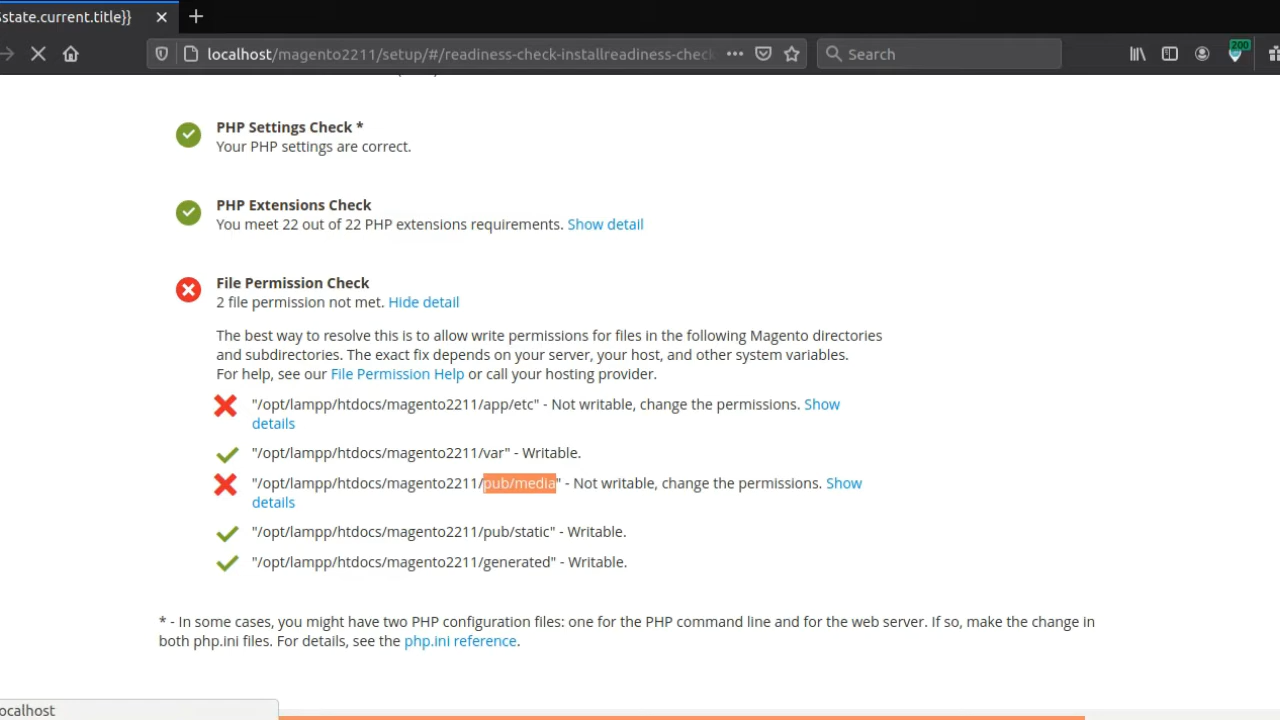 $state.current.title}}
localhost/magento2211/setup/#/readiness-check-installreadiness-check
Search
200
PHP Settings Check *
Your PHP settings are correct.
PHP Extensions Check
You meet 22 out of 22 PHP extensions requirements. Show detail
File Permission Check
2 file permission not met. Hide detail
The best way to resolve this is to allow write permissions for files in the following Magento directories
and subdirectories. The exact fix depends on your server, your host, and other system variables.
For help, see our File Permission Help or call your hosting provider.
"/opt/lampp/htdocs/magento2211/app/etc" - Not writable, change the permissions. Show
details
"/opt/lampp/htdocs/magento2211/var" - Writable.
"/opt/lampp/htdocs/magento2211/pub/media" - Not writable, change the permissions. Show
details
"/opt/lampp/htdocs/magento2211/pub/static" - Writable.
"/opt/lampp/htdocs/magento2211/generated" - Writable.
* - In some cases, you might have two PHP configuration files: one for the PHP command line and for the web server. If so, make the change in
both php.ini files. For details, see the php.ini reference.
ocalhost